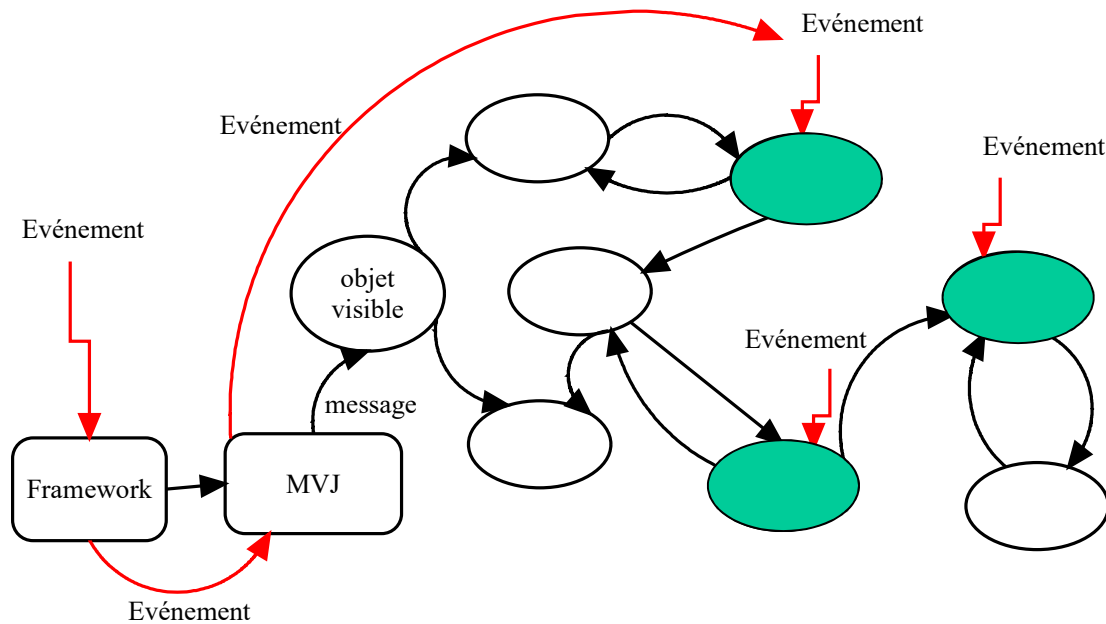 Evénement
Evénement
Evénement
Evénement
objet
visible
Evénement
message
Framework
MVJ
Evénement